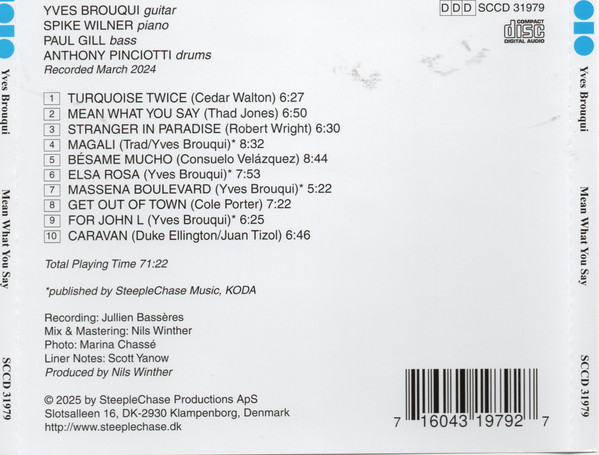 YVES BROUQUI guitar
SPIKE WILNER piano
PAUL GILL bass
ANTHONY PINCIOTTI drums
Recorded March 2024
DDD SCCD 31979
COMPACT
disc
DIGITAL AUDIO
1 TURQUOISE TWICE (Cedar Walton) 6:27
2 MEAN WHAT YOU SAY (Thad Jones) 6:50
3 STRANGER IN PARADISE (Robert Wright) 6:30
4 MAGALI (Trad/Yves Brouqui)* 8:32
5 BÉSAME MUCHO (Consuelo Velázquez) 8:44
6 ELSA ROSA (Yves Brouqui)* 7:53
7 MASSENA BOULEVARD (Yves Brouqui)* 5:22
8 GET OUT OF TOWN (Cole Porter) 7:22
9 FOR JOHN L (Yves Brouqui)* 6:25
10 CARAVAN (Duke Ellington/Juan Tizol) 6:46
Total Playing Time 71:22
*published by SteepleChase Music, KODA
Recording: Jullien Bassères
Mix & Mastering: Nils Winther
Photo: Marina Chassé
Liner Notes: Scott Yanow
Produced by Nils Winther
© 2025 by SteepleChase Productions ApS
Slotsalleen 16, DK-2930 Klampenborg, Denmark
http://www.steeplechase.dk
7 16043 19792 7
Yves Brouqui
Mean What You Say
SCCD 31979
Yves Brouqui
Mean What You Say
SCCD 31979